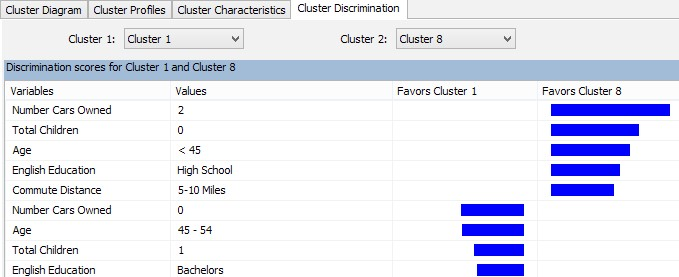 Cluster Diagram Cluster Profiles Cluster Characteristics Cluster Discrimination
Cluster 1: Cluster 1 Cluster 2: Cluster 8
Discrimination scores for Cluster 1 and Cluster 8
Variables Values Favors Cluster 1 Favors Cluster 8
Number Cars Owned 2
Total Children 0
Age < 45
English Education High School
Commute Distance 5-10 Miles
Number Cars Owned 0
Age 45 - 54
Total Children 1
English Education Bachelors